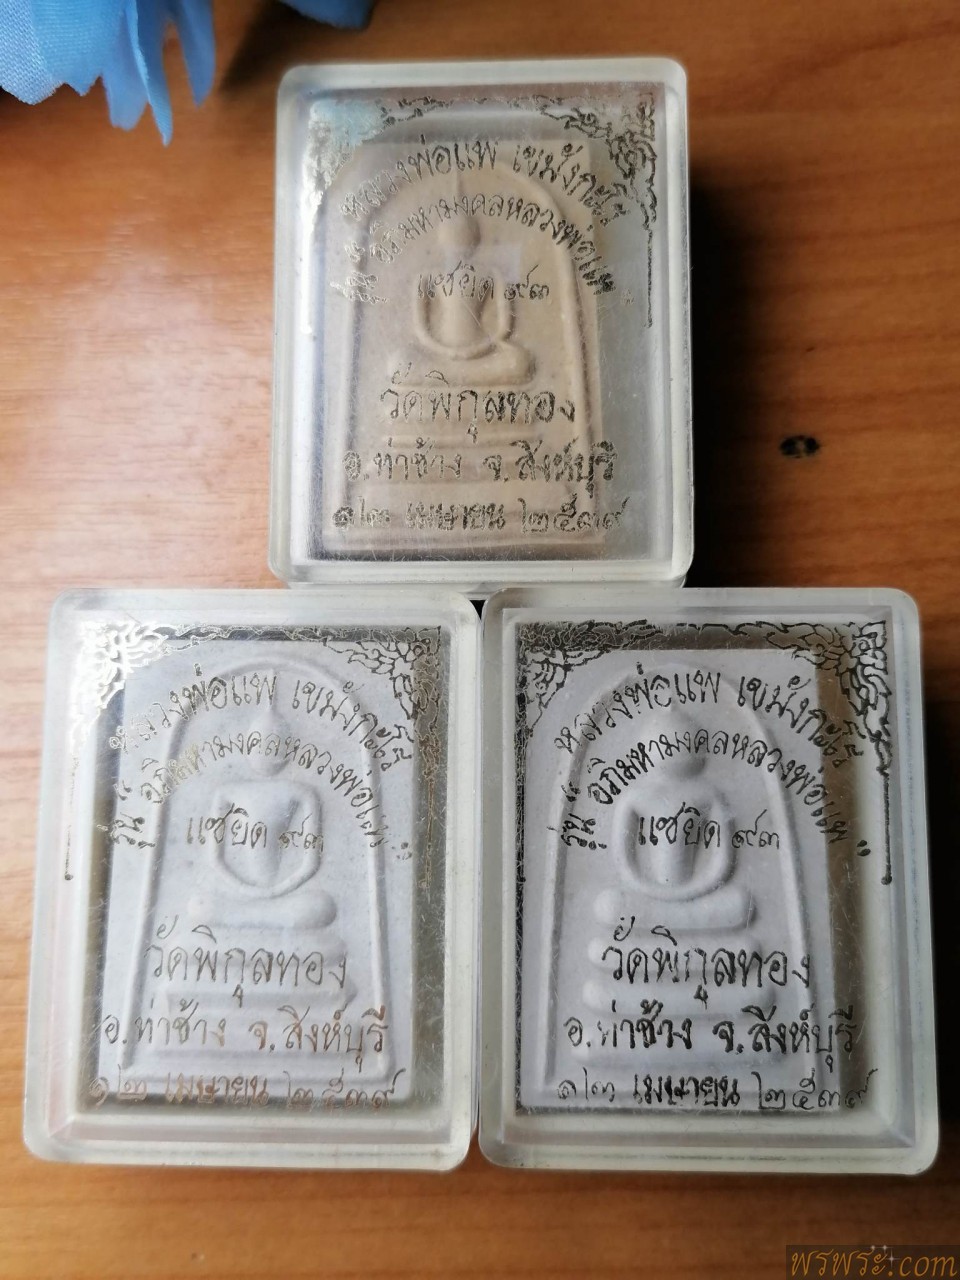 หลวงพ่อแพ เขมังกะโร
รุ่น อภิมหามงคลหลวงพ่อแพ
แซยิด ๙๓
วัดพิกุลทอง
อ.ท่าช้าง จ.สิงห์บุรี
๑๒ เมษายน ๒๕๓๙
หลวงพ่อแพ เขมังกะโร
รุ่น อภิมหามงคลหลวงพ่อแพ
แซยิด ๙๓
วัดพิกุลทอง
อ.ท่าช้าง จ.สิงห์บุรี
๑๒ เมษายน ๒๕๓๙
หลวงพ่อแพ เขมังกะโร
รุ่น อภิมหามงคลหลวงพ่อแพ
แซยิด ๙๓
วัดพิกุลทอง
อ.ท่าช้าง จ.สิงห์บุรี
๑๒ เมษายน ๒๕๓๙
พรพระ.com